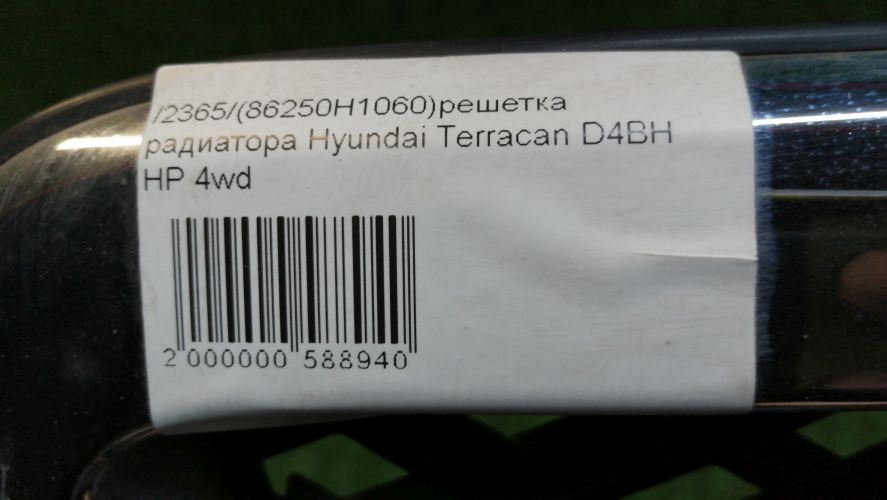 /2365/(86250H1060)решетка
радиатора Hyundai Terracan D4BH
HP 4wd
2 000000 588940